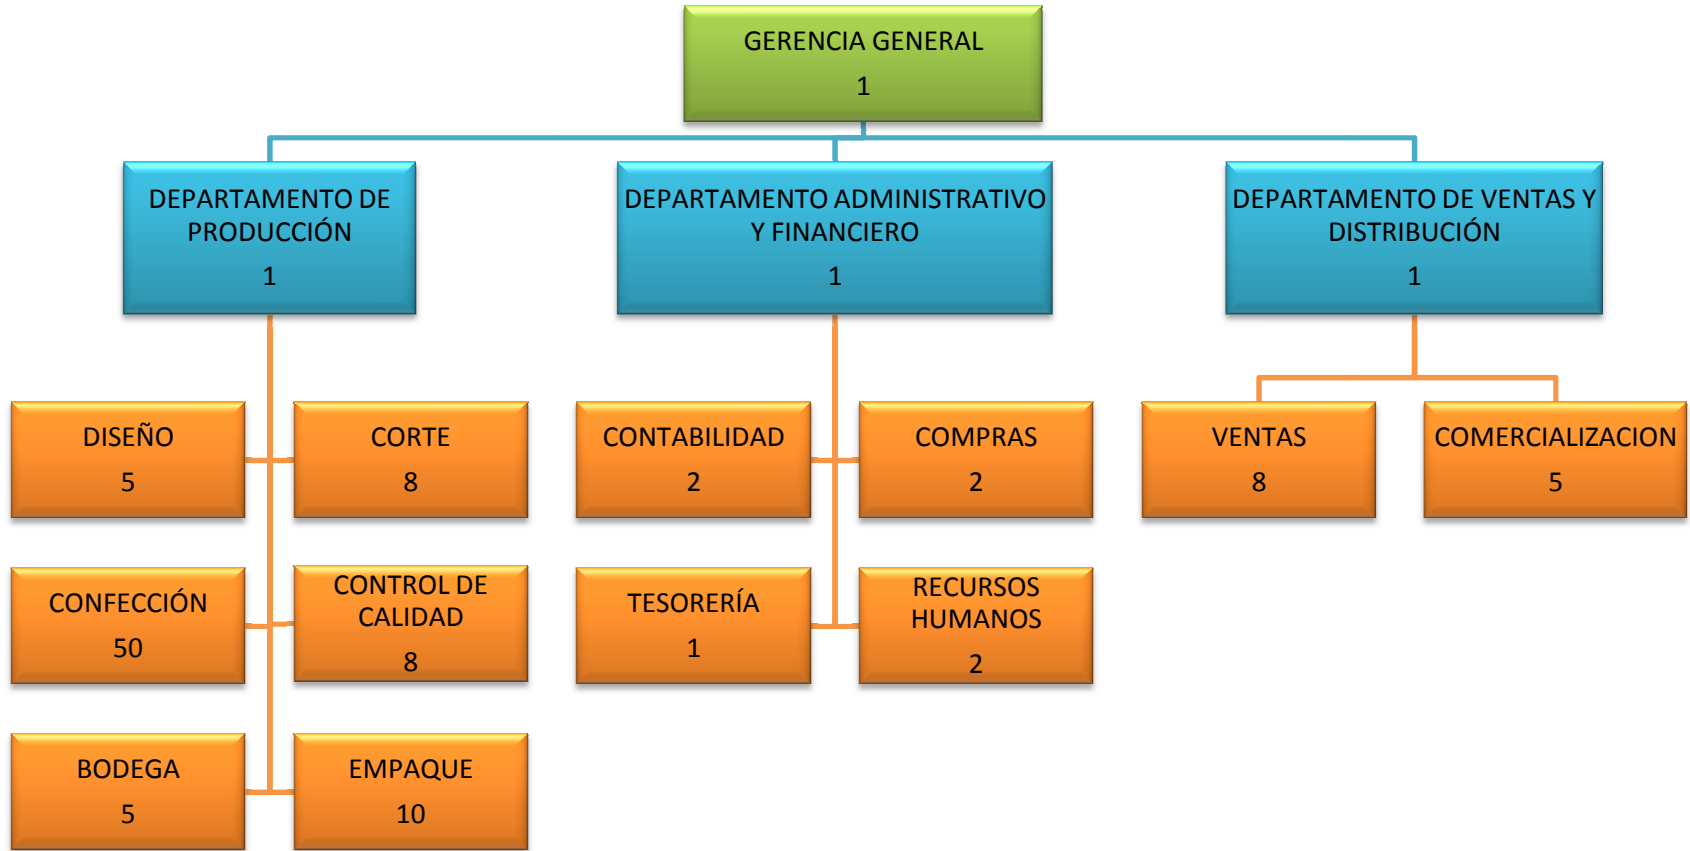 GERENCIA GENERAL
1
DEPARTAMENTO DE
PRODUCCIÓN
1
DEPARTAMENTO ADMINISTRATIVO
Y FINANCIERO
1
DEPARTAMENTO DE VENTAS Y
DISTRIBUCIÓN
1
DISEÑO
5
CORTE
8
CONTABILIDAD
2
COMPRAS
2
VENTAS
8
COMERCIALIZACION
5
CONFECCIÓN
50
CONTROL DE
CALIDAD
8
TESORERÍA
1
RECURSOS
HUMANOS
2
BODEGA
5
EMPAQUE
10